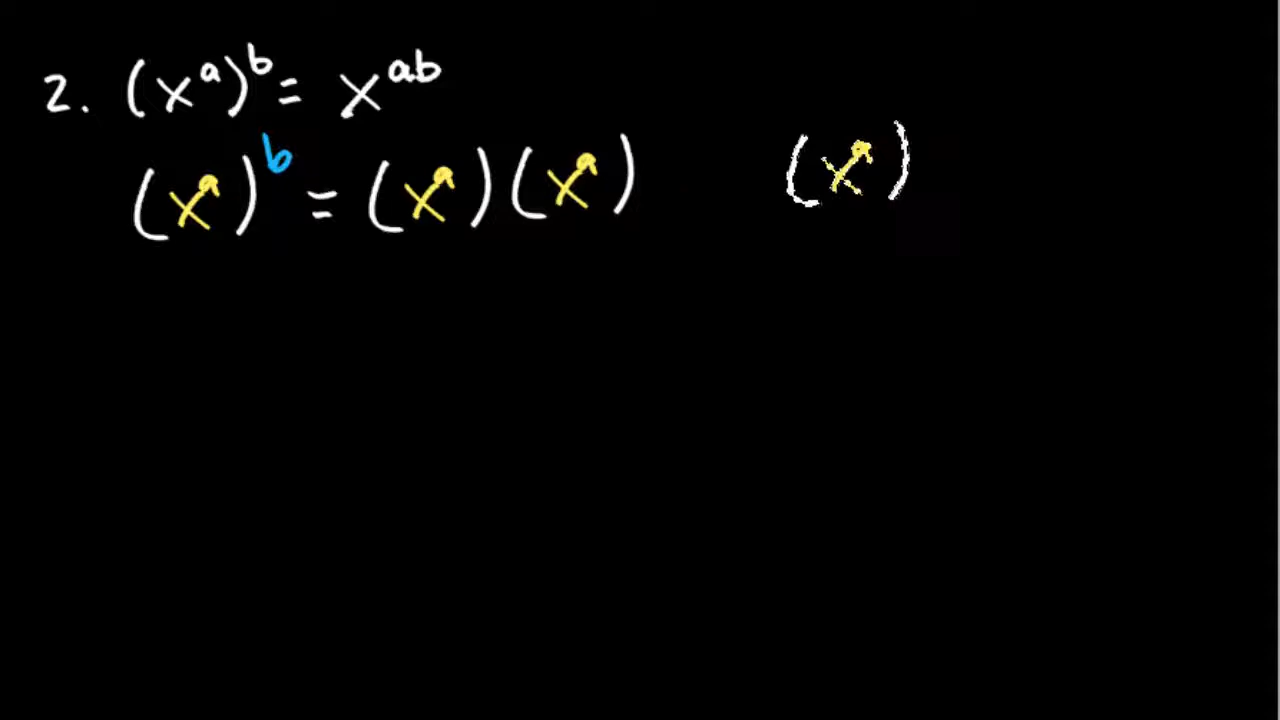 2. (x^a)^b = x^ab
(x^a)^b = (x^a)(x^a) (x^a)